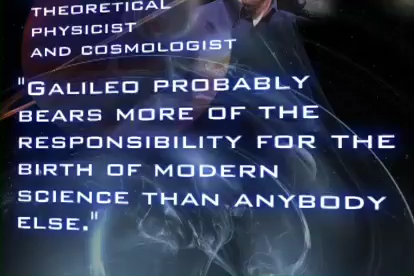 THEORETICAL
PHYSICIST
AND COSMOLOGIST
"GALILEO PROBABLY
BEARS MORE OF THE
RESPONSIBILITY FOR THE
BIRTH OF MODERN
SCIENCE THAN ANYBODY
ELSE."